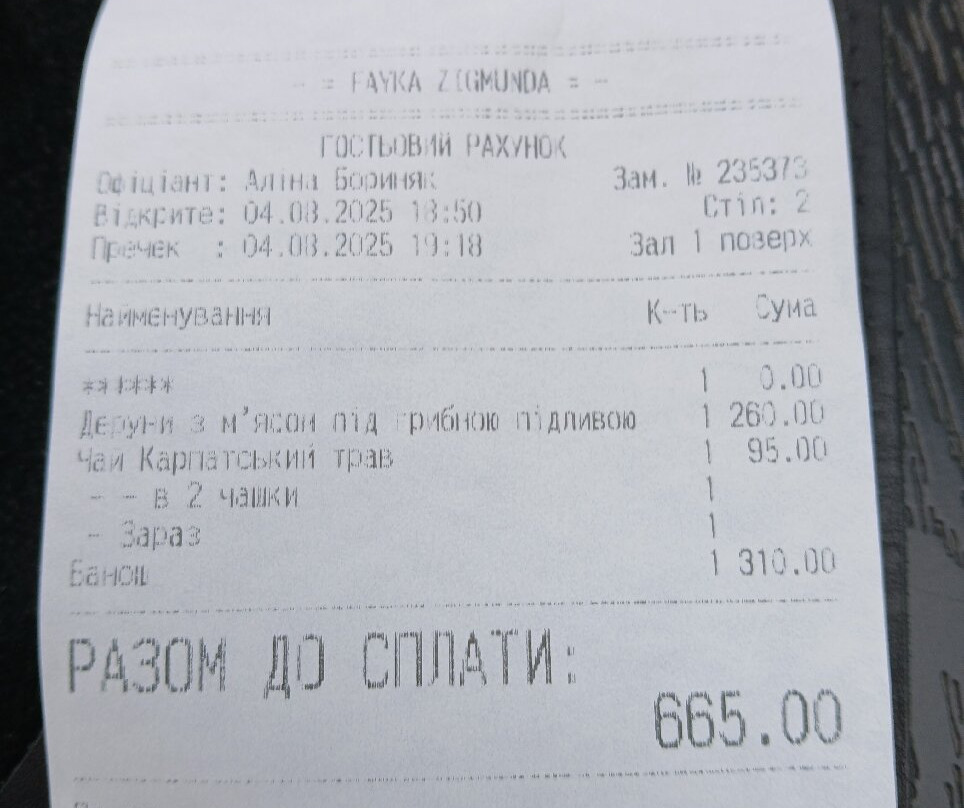 - = FAYKA ZIGMUNDA = -
ГОСТЬОВИЙ РАХУНОК
Офіціант: Аліна Бориняк Зам. № 235373
Відкрите: 04.08.2025 18:50 Стіл: 2
Пречек : 04.08.2025 19:18 Зал 1 поверх
Найменування К-ть Сума
****** 1 0.00
Деруни з м'ясом під грибною підливою 1 260.00
Чай Карпатський трав 1 95.00
- - в 2 чашки 1
- Зараз 1
Банош 1 310.00
РАЗОМ ДО СПЛАТИ:
665.00